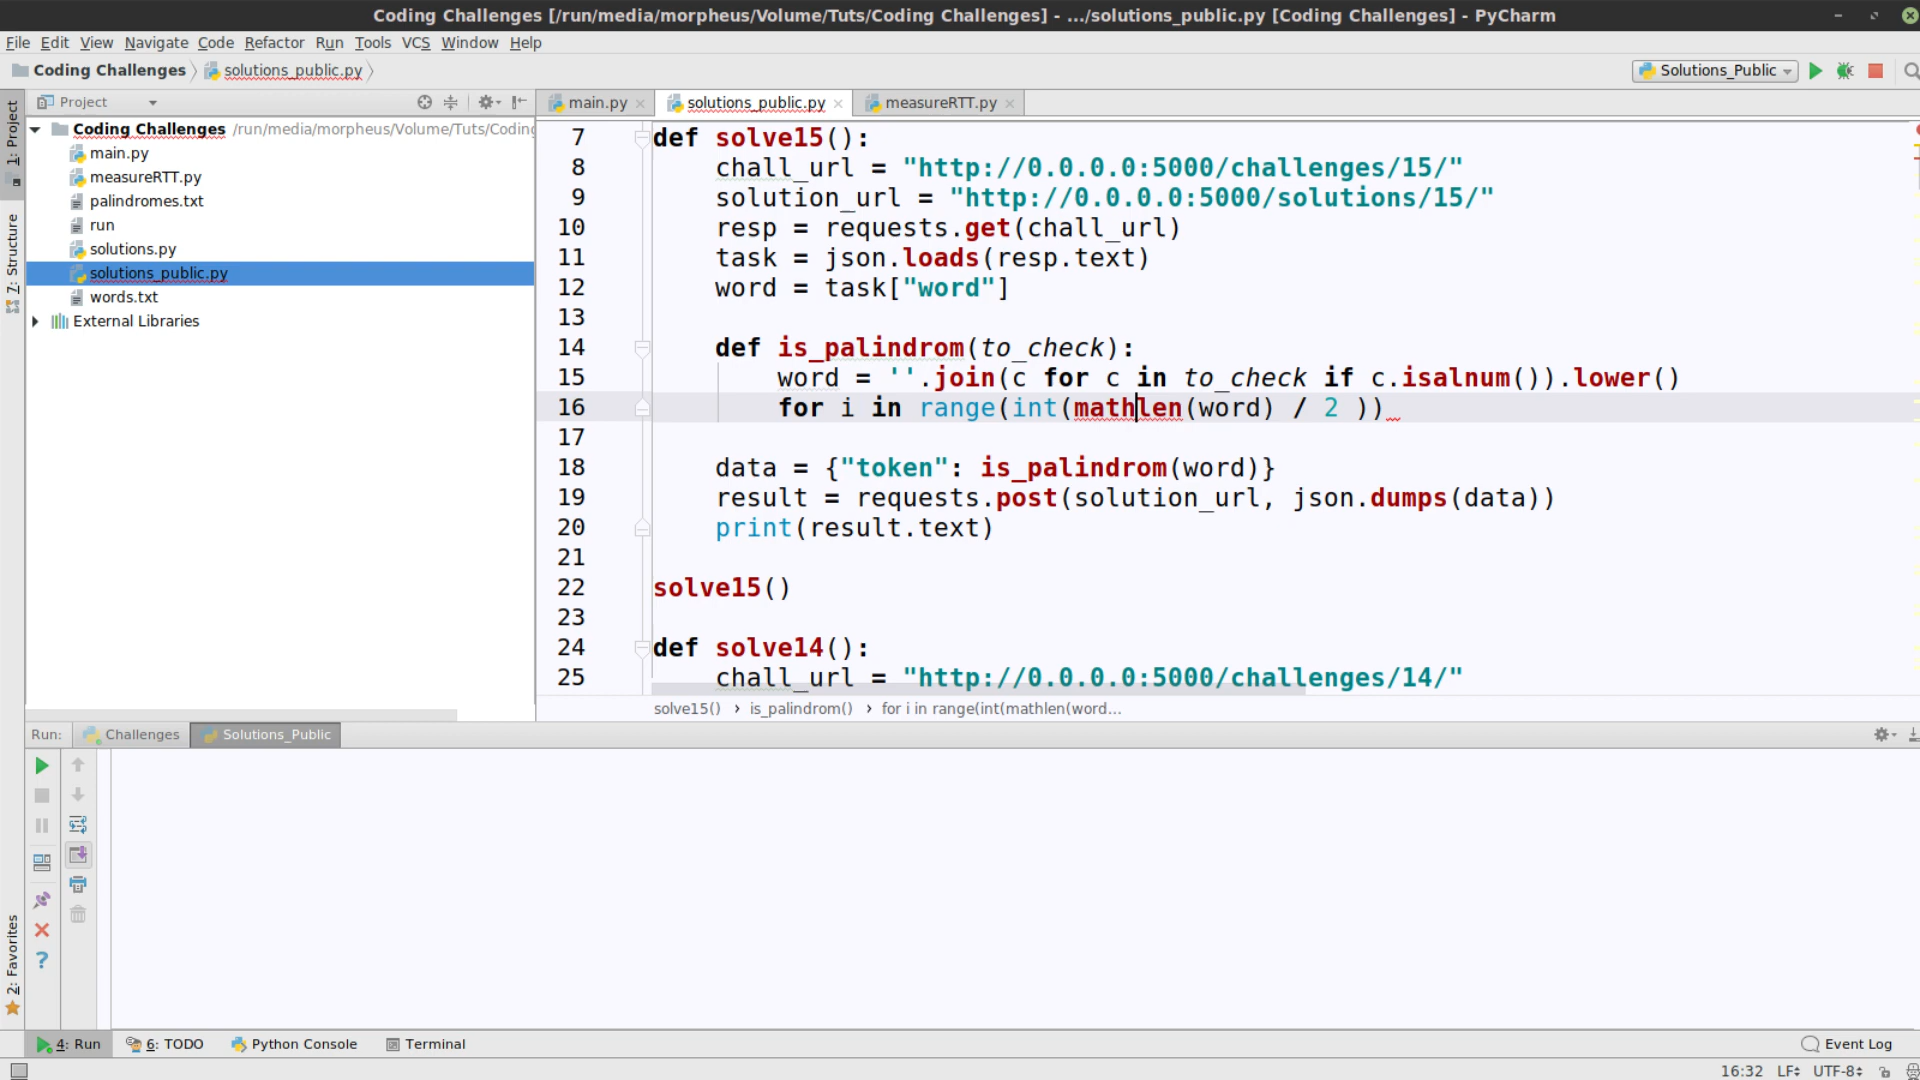 Coding Challenges [/run/media/morpheus/Volume/Tuts/Coding Challenges] - .../solutions_public.py [Coding Challenges] - PyCharm
File Edit View Navigate Code Refactor Run Tools VCS Window Help
Coding Challenges solutions_public.py
Solutions_Public
Project
main.py solutions_public.py measureRTT.py
1: Project
7: Structure
2: Favorites
Coding Challenges /run/media/morpheus/Volume/Tuts/Coding
main.py
measureRTT.py
palindromes.txt
run
solutions.py
solutions_public.py
words.txt
External Libraries
7 def solve15():
8 chall_url = "http://0.0.0.0:5000/challenges/15/"
9 solution_url = "http://0.0.0.0:5000/solutions/15/"
10 resp = requests.get(chall_url)
11 task = json.loads(resp.text)
12 word = task["word"]
13
14 def is_palindrom(to_check):
15 word = ''.join(c for c in to_check if c.isalnum()).lower()
16 for i in range(int(mathlen(word) / 2 ))
17
18 data = {"token": is_palindrom(word)}
19 result = requests.post(solution_url, json.dumps(data))
20 print(result.text)
21
22 solve15()
23
24 def solve14():
25 chall_url = "http://0.0.0.0:5000/challenges/14/"
solve15() › is_palindrom() › for i in range(int(mathlen(word...
Run: Challenges Solutions_Public
4: Run 6: TODO Python Console Terminal Event Log
16:32 LF UTF-8